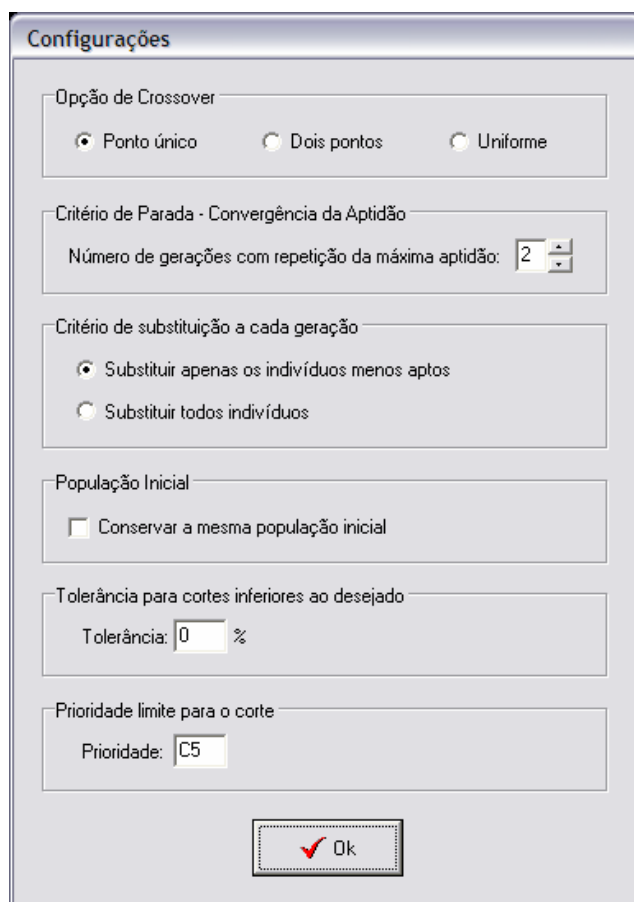 Configurações
Opção de Crossover
Ponto único Dois pontos Uniforme
Critério de Parada - Convergência da Aptidão
Número de gerações com repetição da máxima aptidão: 2
Critério de substituição a cada geração
Substituir apenas os indivíduos menos aptos
Substituir todos indivíduos
População Inicial
Conservar a mesma população inicial
Tolerância para cortes inferiores ao desejado
Tolerância: 0 %
Prioridade limite para o corte
Prioridade: C5
Ok